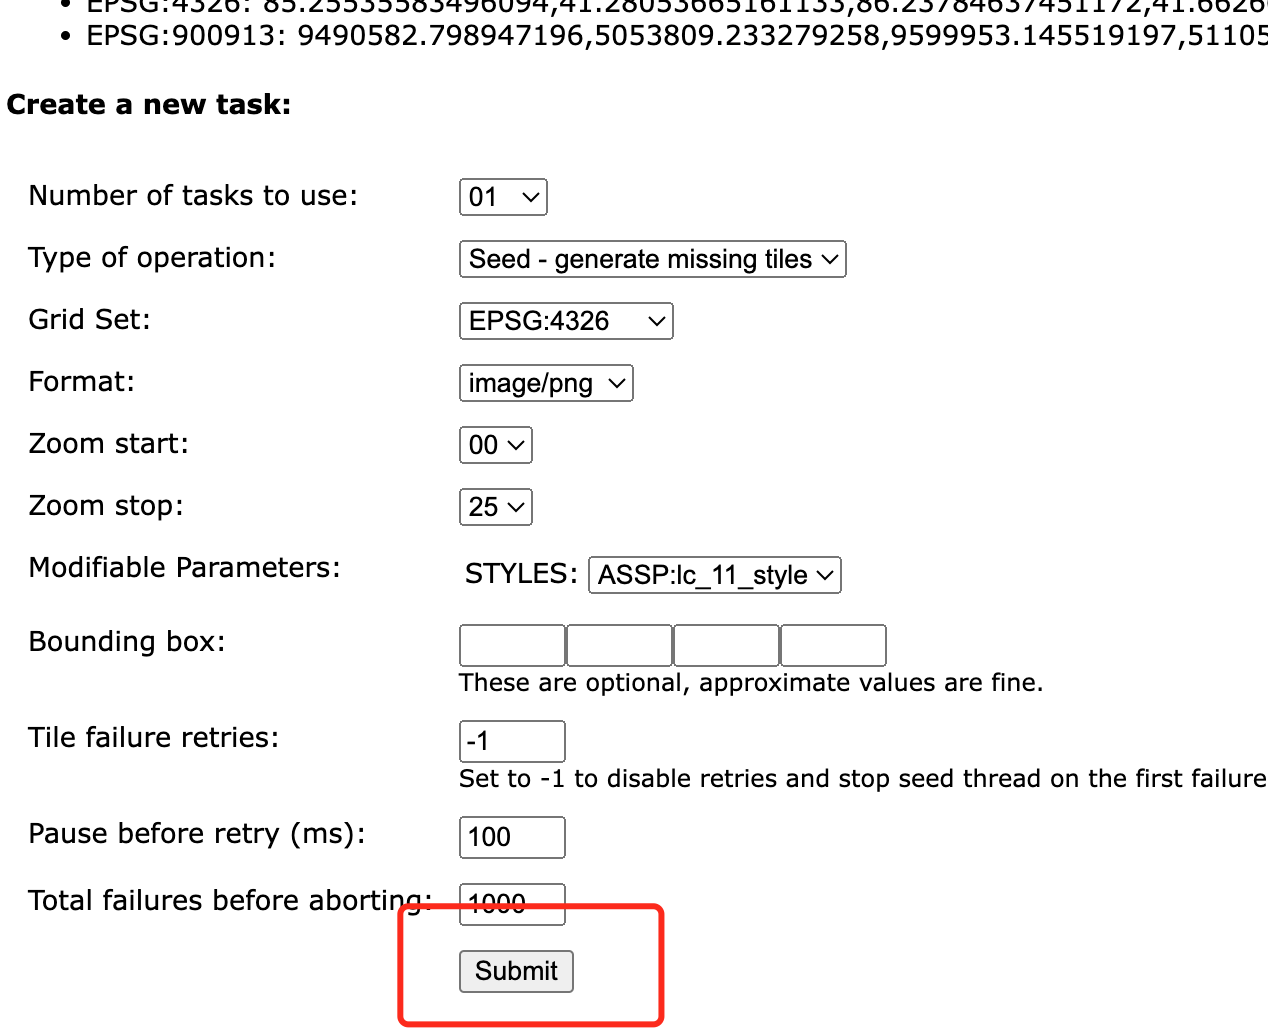 • EPSG:4326: 85.25535583496094,41.28053665161133,86.23784637451172,41.6626
• EPSG:900913: 9490582.798947196,5053809.233279258,9599953.145519197,51105
Create a new task:
Number of tasks to use: 01
Type of operation: Seed - generate missing tiles
Grid Set: EPSG:4326
Format: image/png
Zoom start: 00
Zoom stop: 25
Modifiable Parameters: STYLES: ASSP:lc_11_style
Bounding box:
These are optional, approximate values are fine.
Tile failure retries: -1
Set to -1 to disable retries and stop seed thread on the first failure
Pause before retry (ms): 100
Total failures before aborting: 1000
Submit